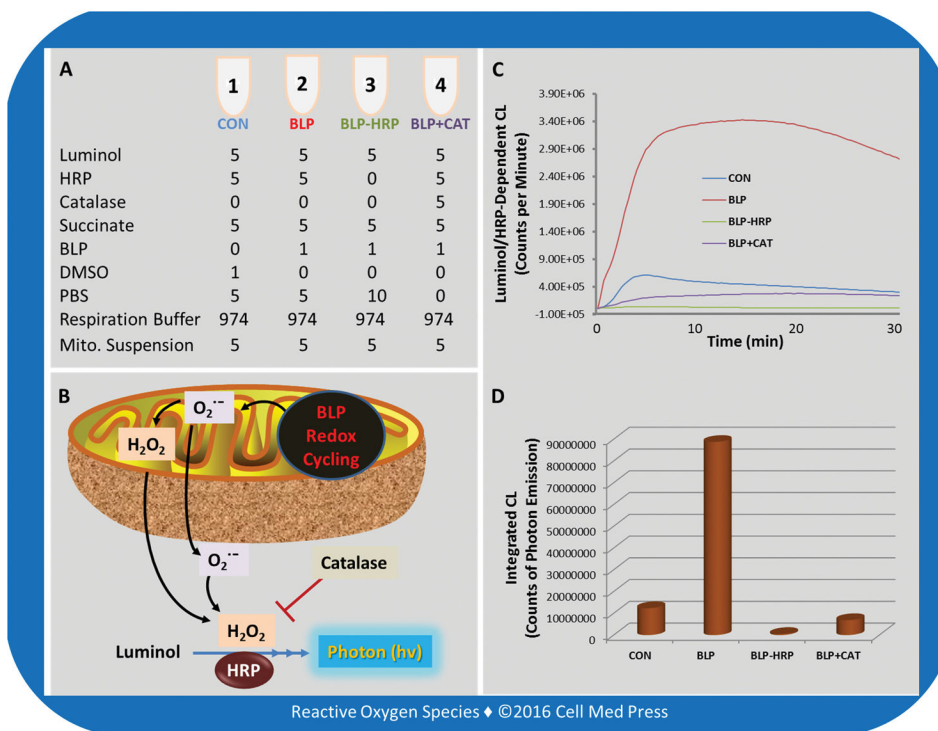 A
1 2 3 4
CON BLP BLP-HRP BLP+CAT
Luminol 5 5 5 5
HRP 5 5 0 5
Catalase 0 0 0 5
Succinate 5 5 5 5
BLP 0 1 1 1
DMSO 1 0 0 0
PBS 5 5 10 0
Respiration Buffer 974 974 974 974
Mito. Suspension 5 5 5 5
B
O₂·−
BLP
Redox
Cycling
H₂O₂
O₂·−
Catalase
H₂O₂
Luminol
Photon (hv)
HRP
C
Luminol/HRP-Dependent CL
(Counts per Minute)
3.90E+06
3.40E+06
2.90E+06
2.40E+06
1.90E+06
1.40E+06
9.00E+05
4.00E+05
-1.00E+05
CON
BLP
BLP-HRP
BLP+CAT
0 10 20 30
Time (min)
D
Integrated CL
(Counts of Photon Emission)
90000000
80000000
70000000
60000000
50000000
40000000
30000000
20000000
10000000
0
CON BLP BLP-HRP BLP+CAT
Reactive Oxygen Species ♦ ©2016 Cell Med Press